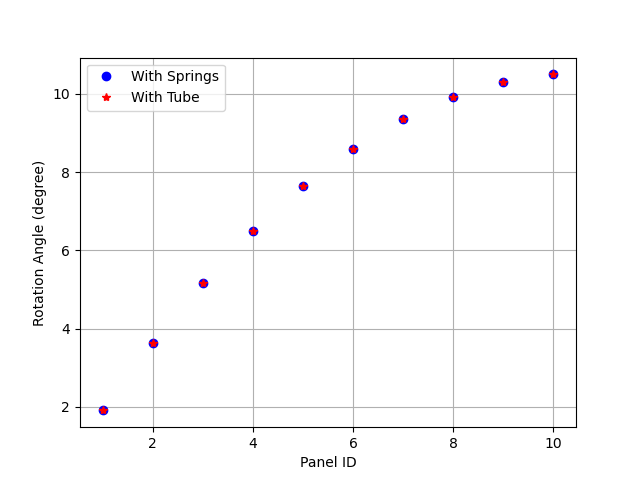 With Springs
With Tube
10
8
6
4
2
Rotation Angle (degree)
2 4 6 8 10
Panel ID